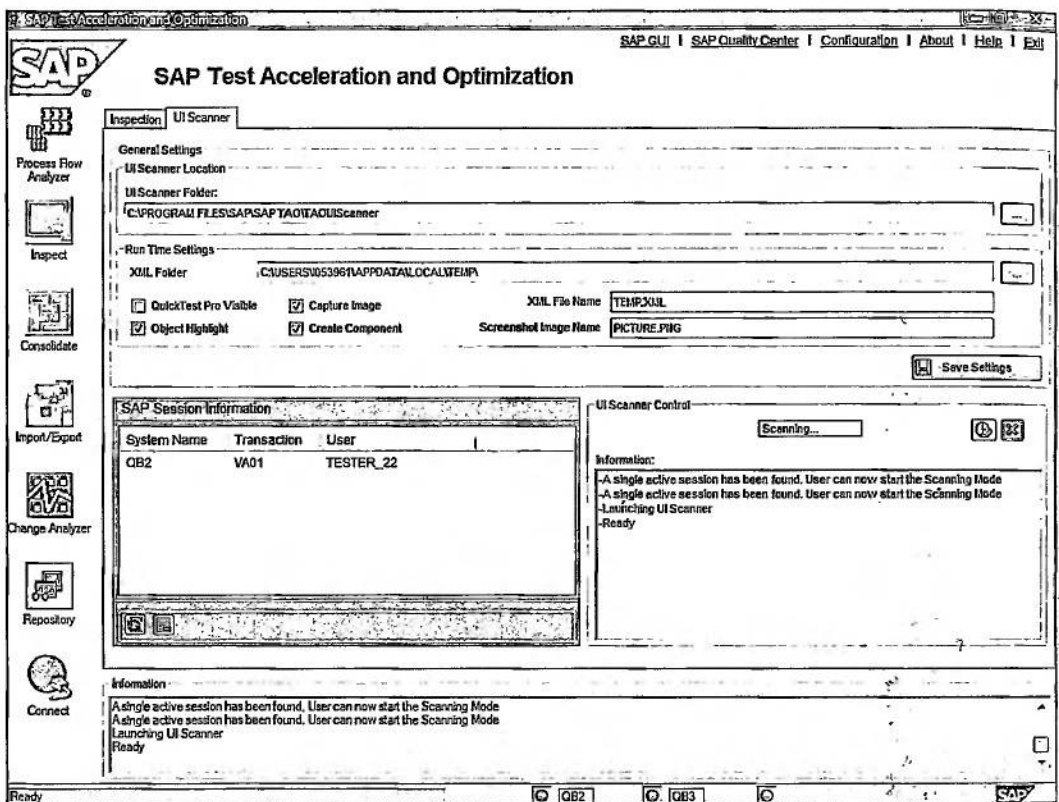 SAP Test Acceleration and Optimization
SAP GUI | SAP Quality Center | Configuration | About | Help | Exit
SAP
SAP Test Acceleration and Optimization
Inspection
UI Scanner
Process Flow Analyzer
Inspect
Consolidate
Import/Export
Change Analyzer
Repository
Connect
General Settings
UI Scanner Location
UI Scanner Folder:
C:\PROGRAM FILES\SAP\SAP TAO\TAOUIScanner
...
Run Time Settings
XML Folder
C:\USERS\I053961\APPDATA\LOCAL\TEMP\
...
QuickTest Pro Visible
Capture Image
XML File Name
TEMP.XML
Object Highlight
Create Component
Screenshot Image Name
PICTURE.PNG
Save Settings
SAP Session Information
System Name Transaction User
QB2 VA01 TESTER_22
UI Scanner Control
Scanning...
Information:
-A single active session has been found. User can now start the Scanning Mode
-A single active session has been found. User can now start the Scanning Mode
-Launching UI Scanner
-Ready
Information
A single active session has been found. User can now start the Scanning Mode
A single active session has been found. User can now start the Scanning Mode
Launching UI Scanner
Ready
Ready
QB2
QB3
SAP